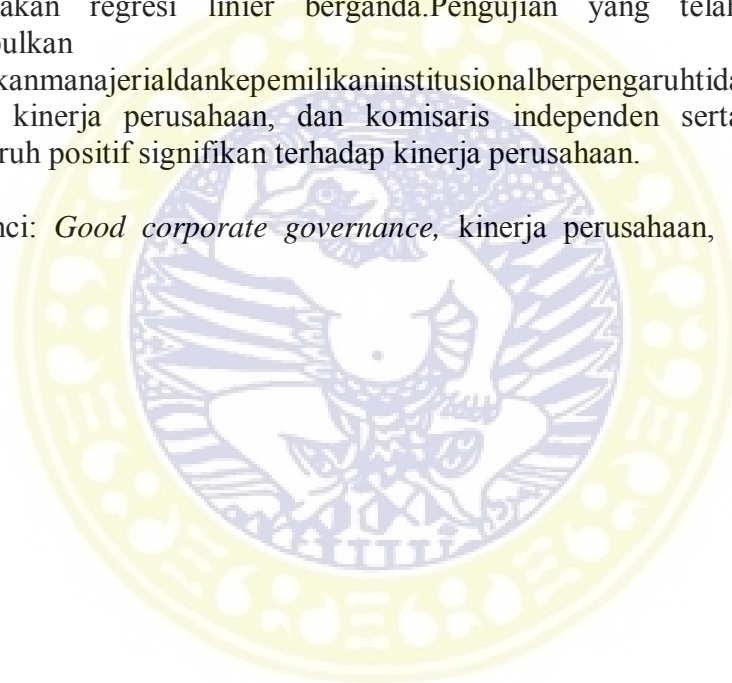 akan regresi linier berganda.Pengujian yang telah
ulkan
kanmanajerialdankepemilikaninstitusionalberpengaruhtida
kinerja perusahaan, dan komisaris independen serta
ruh positif signifikan terhadap kinerja perusahaan.
nci: Good corporate governance, kinerja perusahaan,